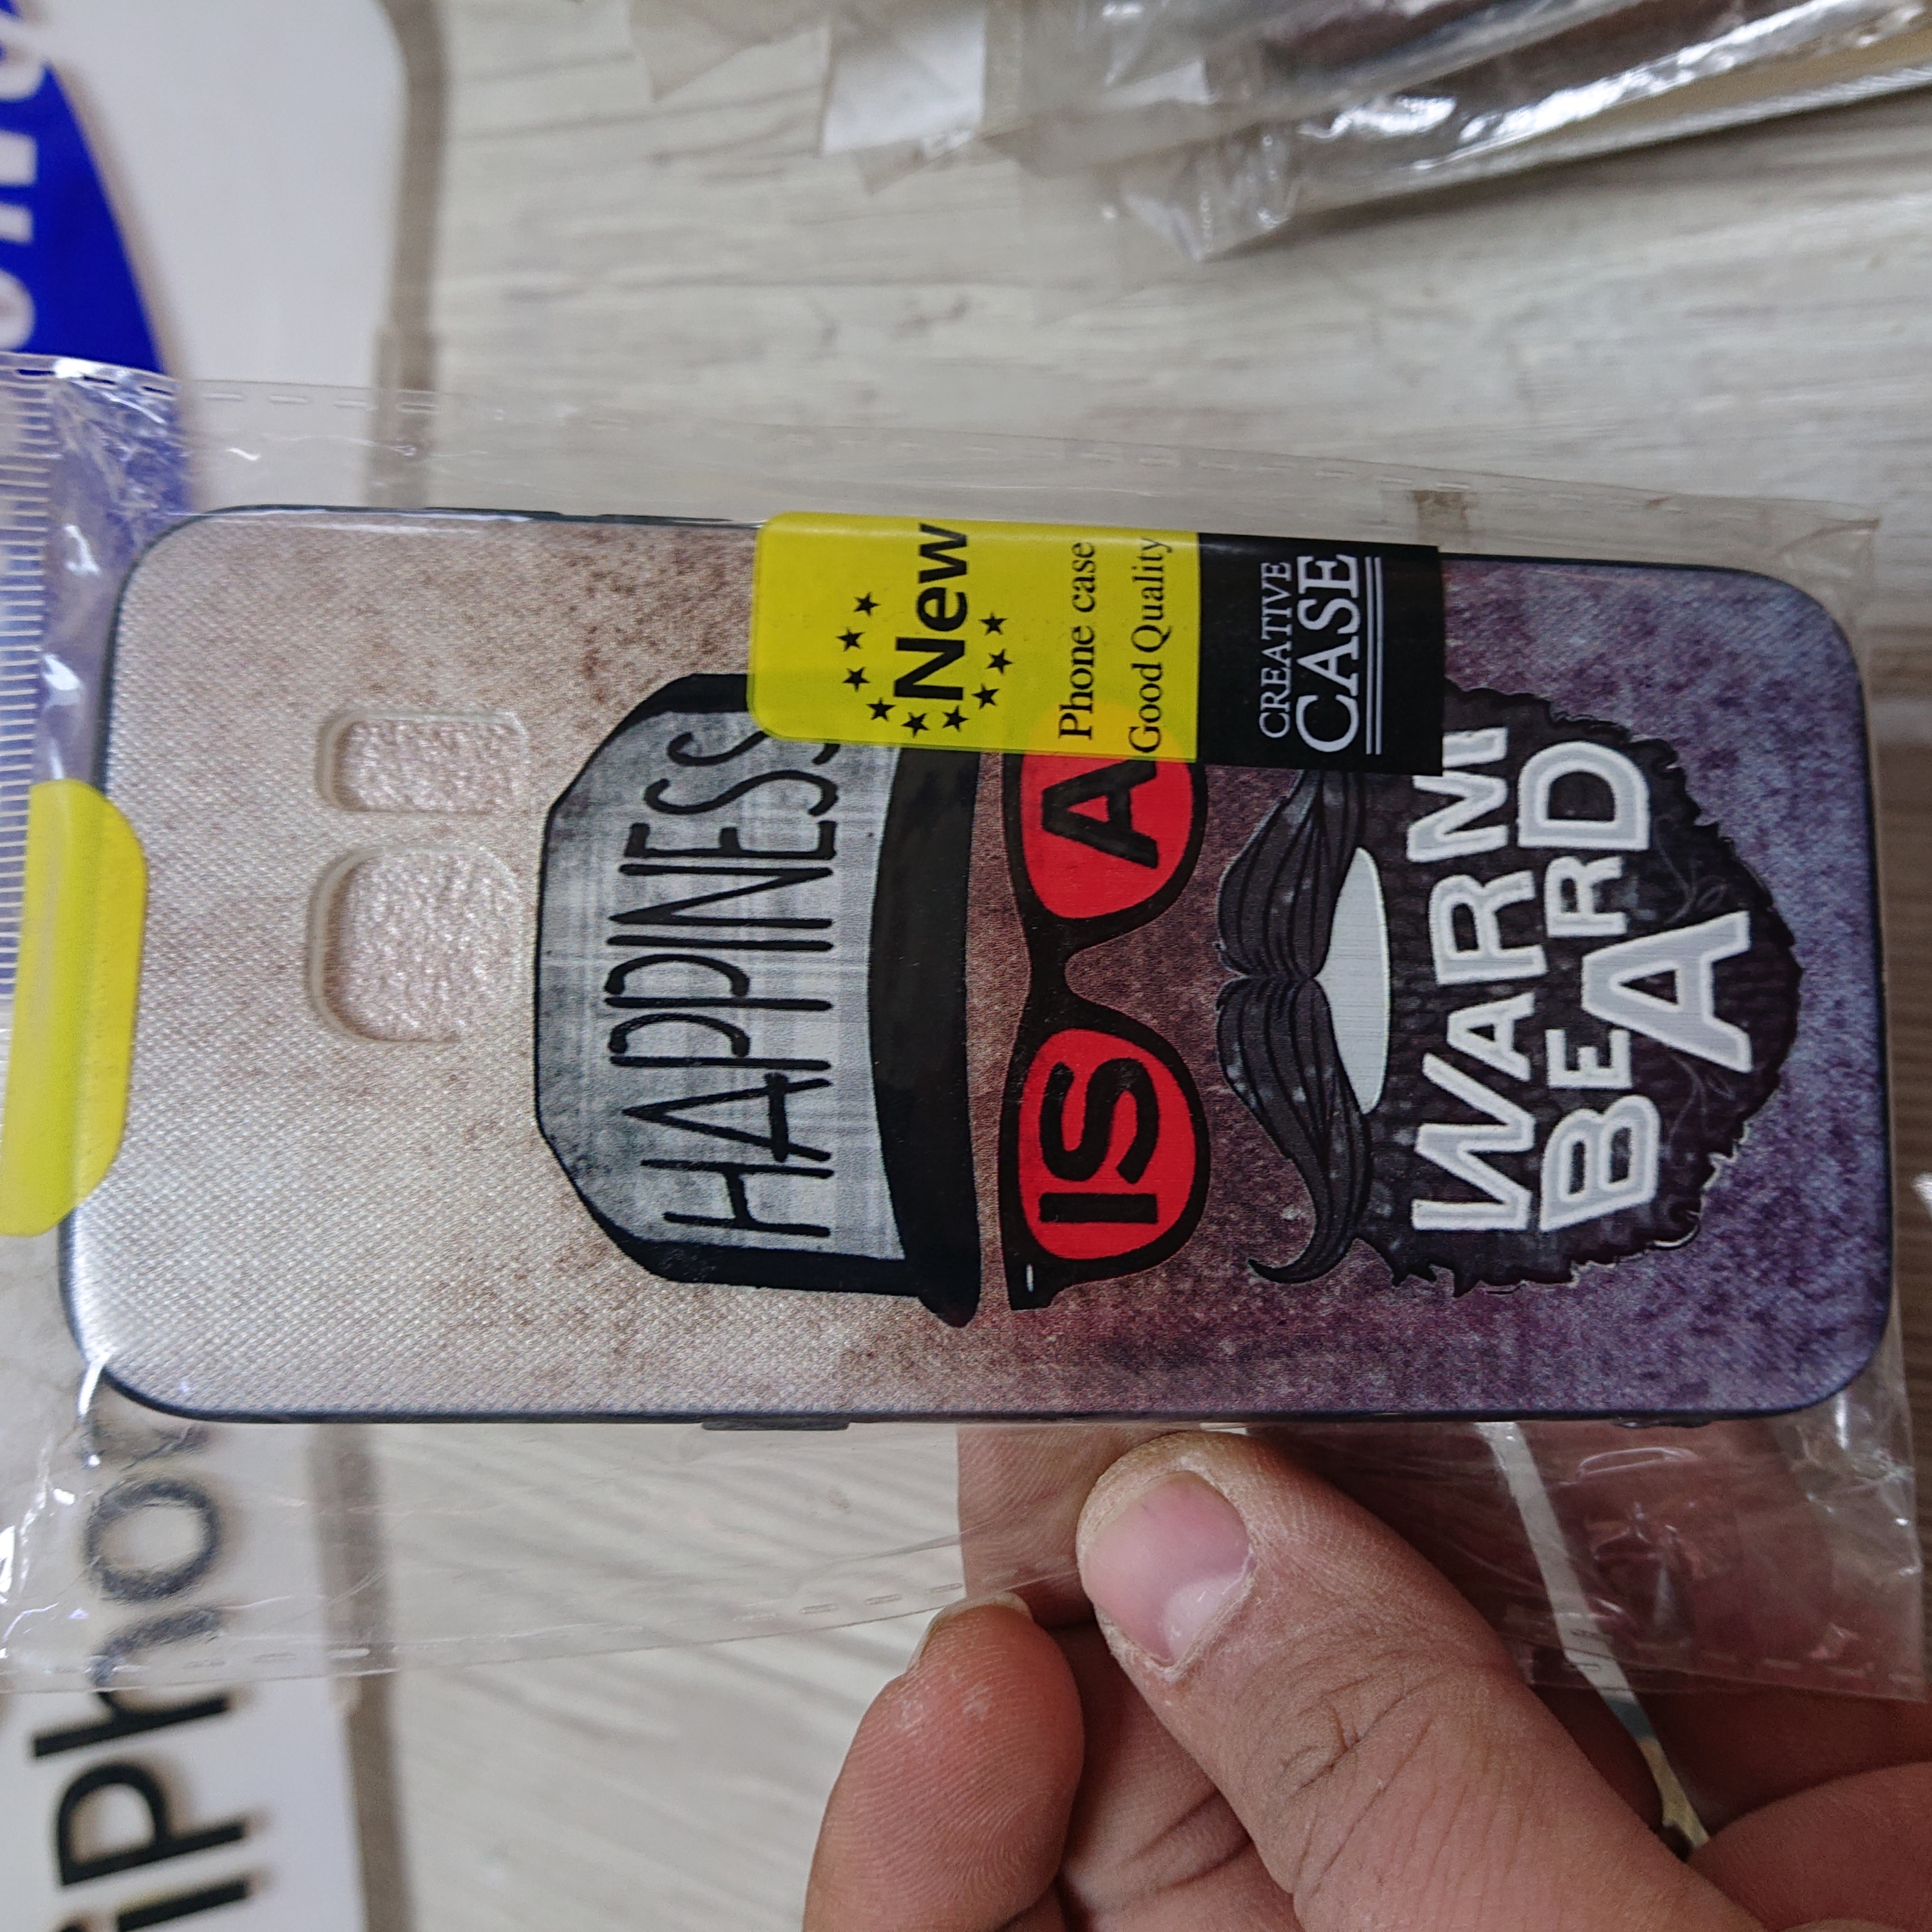 HAPPINESS
IS A
WARM
BEARD
New
Phone case
Good Quality
CREATIVE
CASE